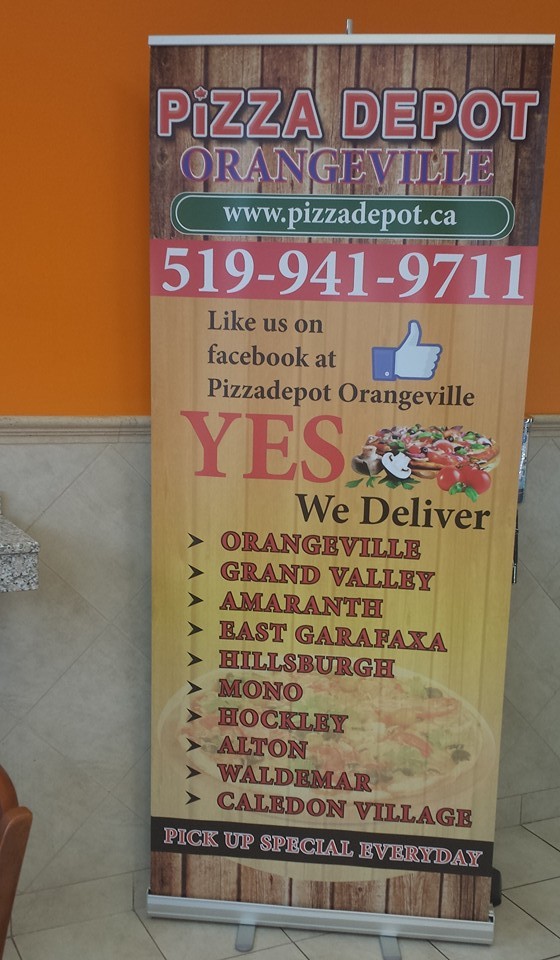 PiZZA DEPOT
ORANGEVILLE
www.pizzadepot.ca
519-941-9711
Like us on
facebook at
Pizzadepot Orangeville
YES
We Deliver
➤ ORANGEVILLE
➤ GRAND VALLEY
➤ AMARANTH
➤ EAST GARAFAXA
➤ HILLSBURGH
➤ MONO
➤ HOCKLEY
➤ ALTON
➤ WALDEMAR
➤ CALEDON VILLAGE
PICK UP SPECIAL EVERYDAY